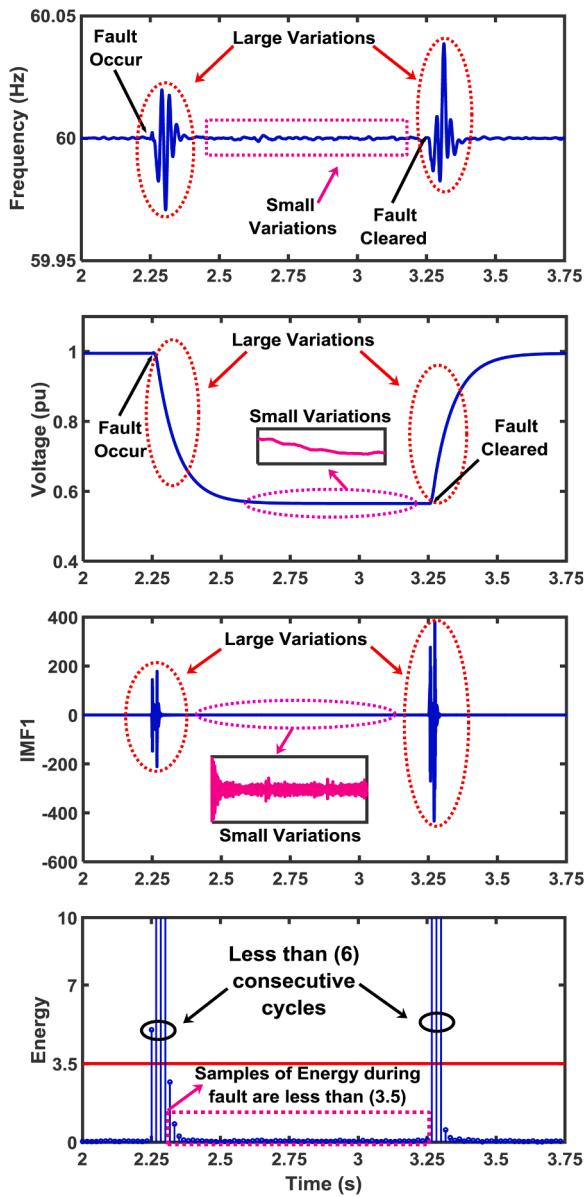 60.05
60
59.95
Frequency (Hz)
Fault
Occur
Large Variations
Small
Variations
Fault
Cleared
2 2.25 2.5 2.75 3 3.25 3.5 3.75
1
0.8
0.6
0.4
Voltage (pu)
Large Variations
Fault
Occur
Small Variations
Fault
Cleared
2 2.25 2.5 2.75 3 3.25 3.5 3.75
400
200
0
-200
-400
-600
IMF1
Large Variations
Small Variations
2 2.25 2.5 2.75 3 3.25 3.5 3.75
10
7
3.5
0
Energy
Less than (6)
consecutive
cycles
Samples of Energy during
fault are less than (3.5)
2 2.25 2.5 2.75 3 3.25 3.5 3.75
Time (s)